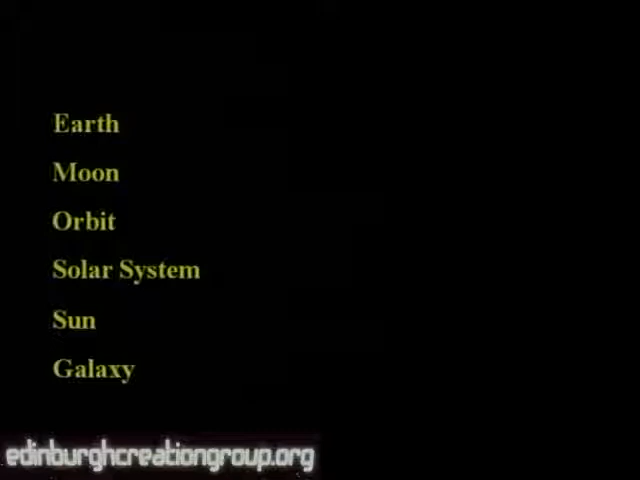 Earth
Moon
Orbit
Solar System
Sun
Galaxy
edinburghcreationgroup.org